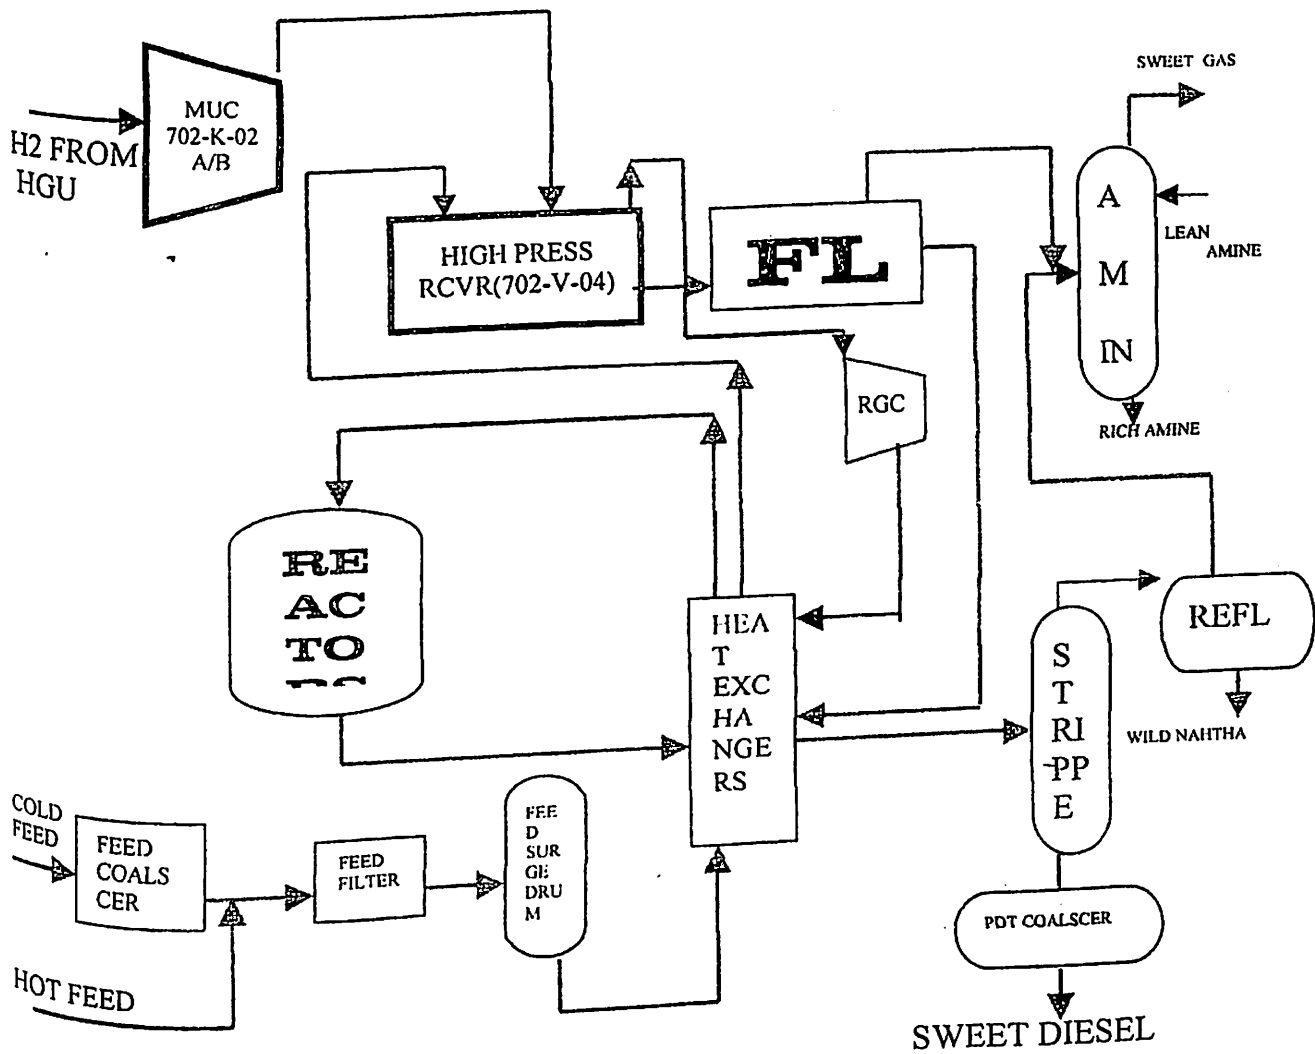 SWEET GAS
MUC
702-K-02
A/B
H2 FROM
HGU
A
M
IN
LEAN
AMINE
HIGH PRESS
RCVR(702-V-04)
FL
RGC
RICH AMINE
RE
AC
TO
HEA
T
EXC
HA
NGE
RS
REFL
S
T
RI
PP
E
WILD NAHTHA
COLD
FEED
FEED
COALS
CER
FEED
FILTER
FEE
D
SUR
GE
DRU
M
PDT COALSCER
HOT FEED
SWEET DIESEL